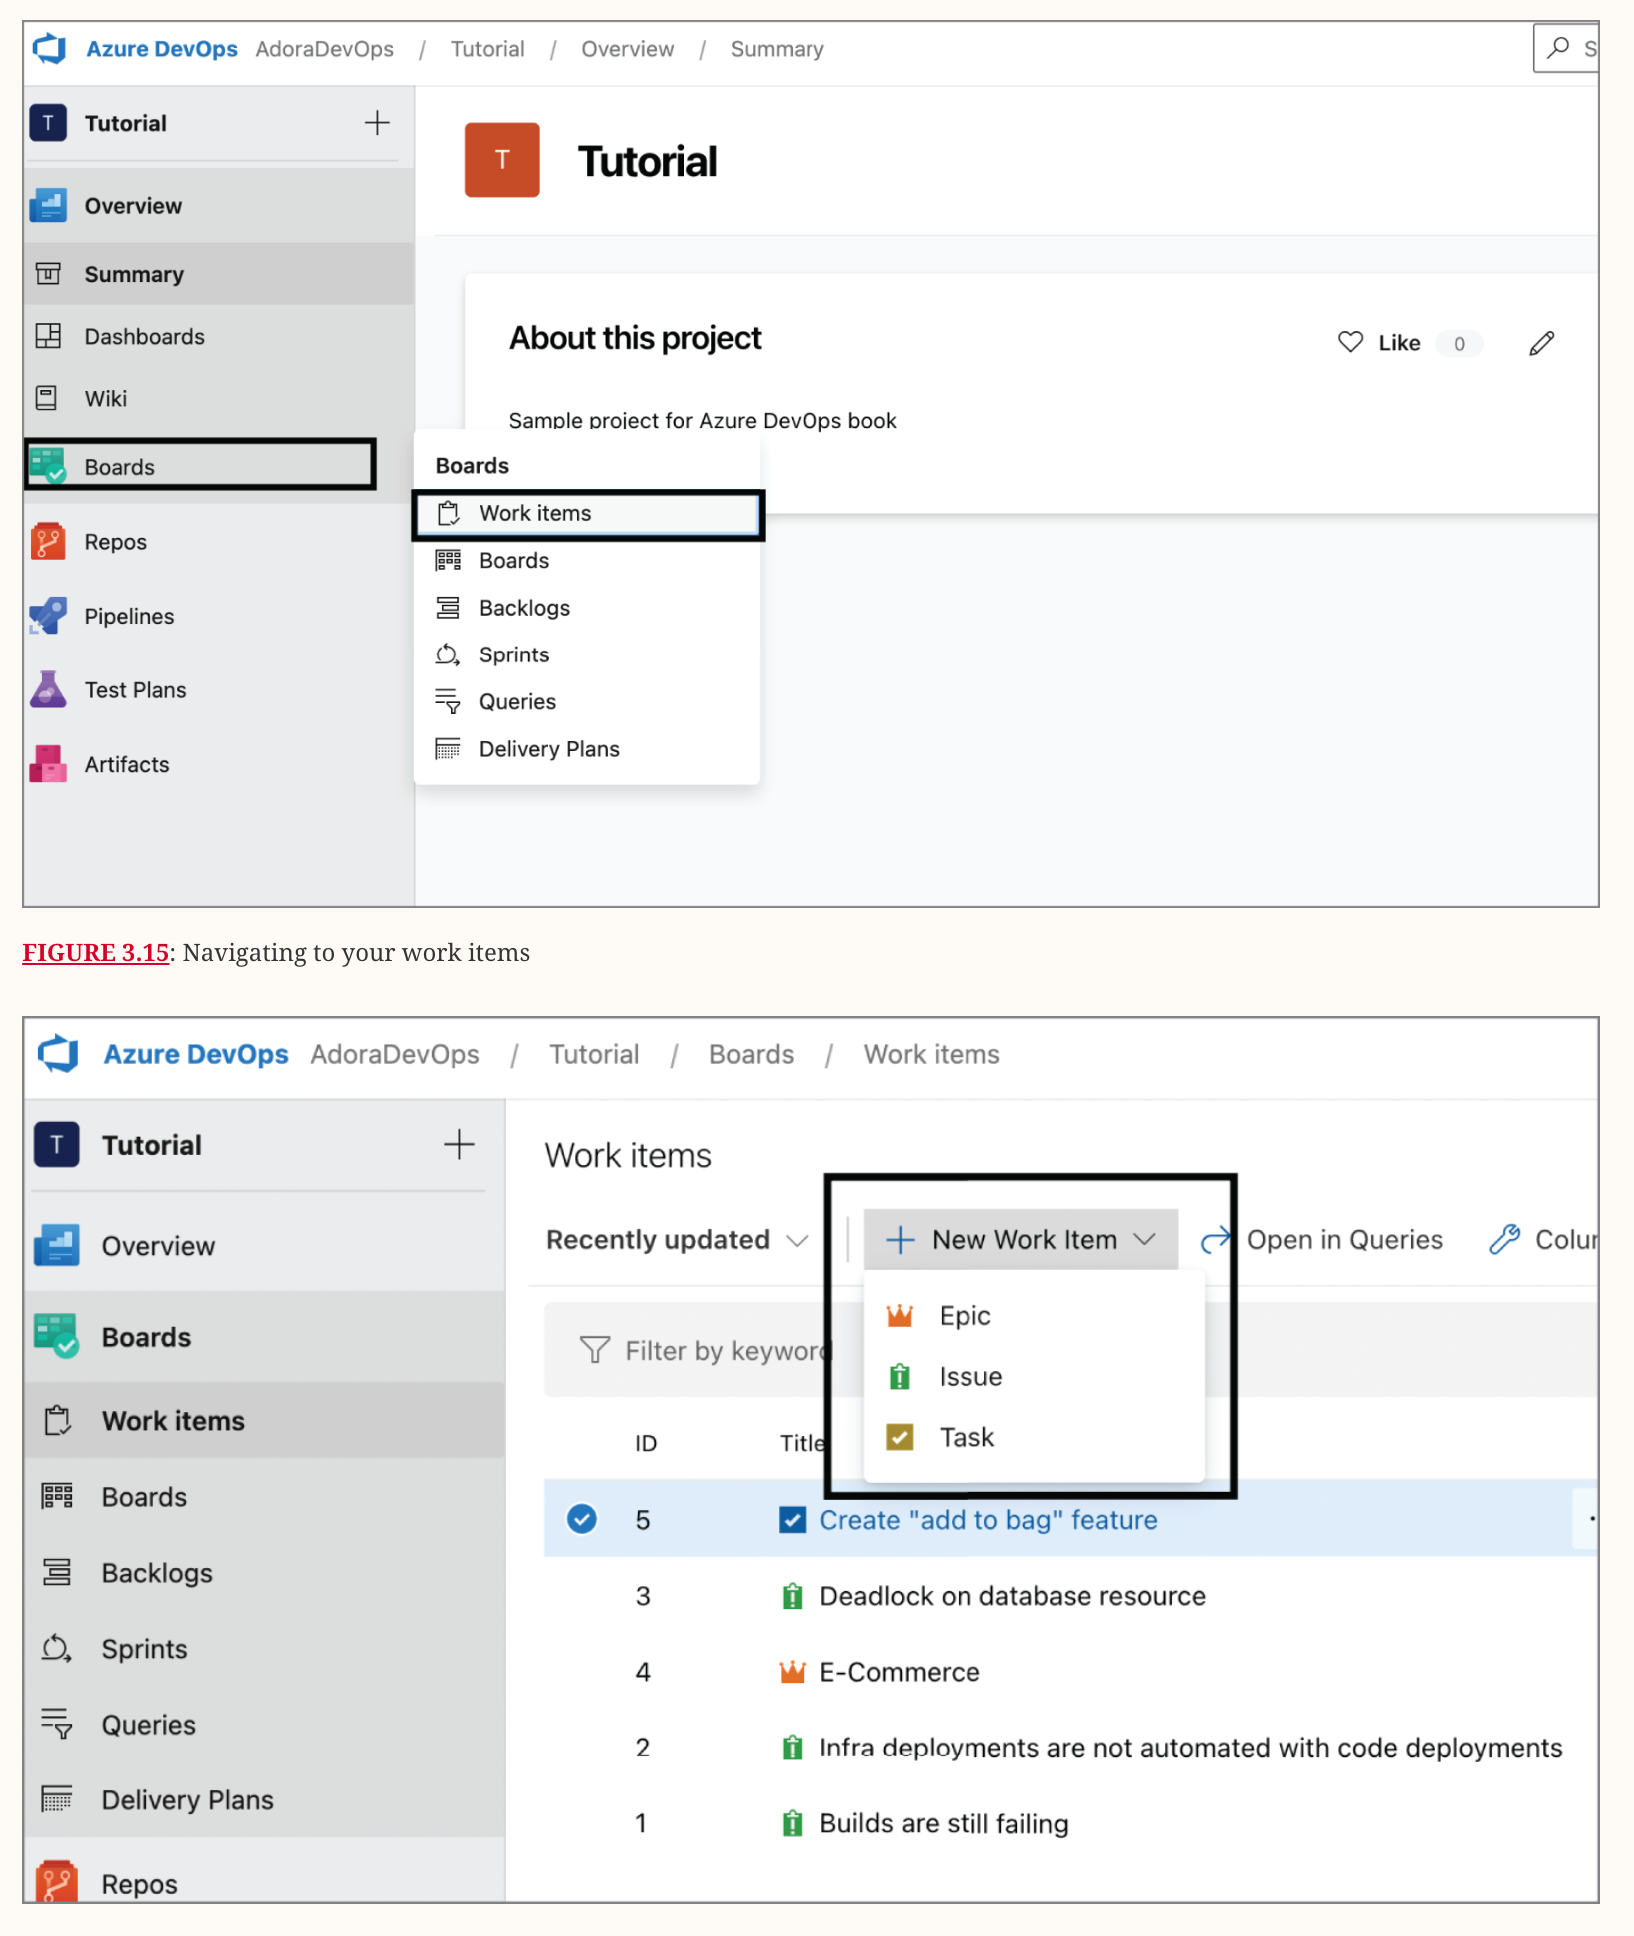 Azure DevOps AdoraDevOps / Tutorial / Overview / Summary
S
T Tutorial
Overview
Summary
Dashboards
Wiki
Boards
Repos
Pipelines
Test Plans
Artifacts
T Tutorial
About this project
Like 0
Sample project for Azure DevOps book
Boards
Work items
Boards
Backlogs
Sprints
Queries
Delivery Plans
FIGURE 3.15: Navigating to your work items
Azure DevOps AdoraDevOps / Tutorial / Boards / Work items
T Tutorial
Overview
Boards
Work items
Boards
Backlogs
Sprints
Queries
Delivery Plans
Repos
Work items
Recently updated New Work Item Open in Queries Colu
Filter by keyword
Epic
Issue
Task
ID Title
5 Create "add to bag" feature
3 Deadlock on database resource
4 E-Commerce
2 Infra deployments are not automated with code deployments
1 Builds are still failing